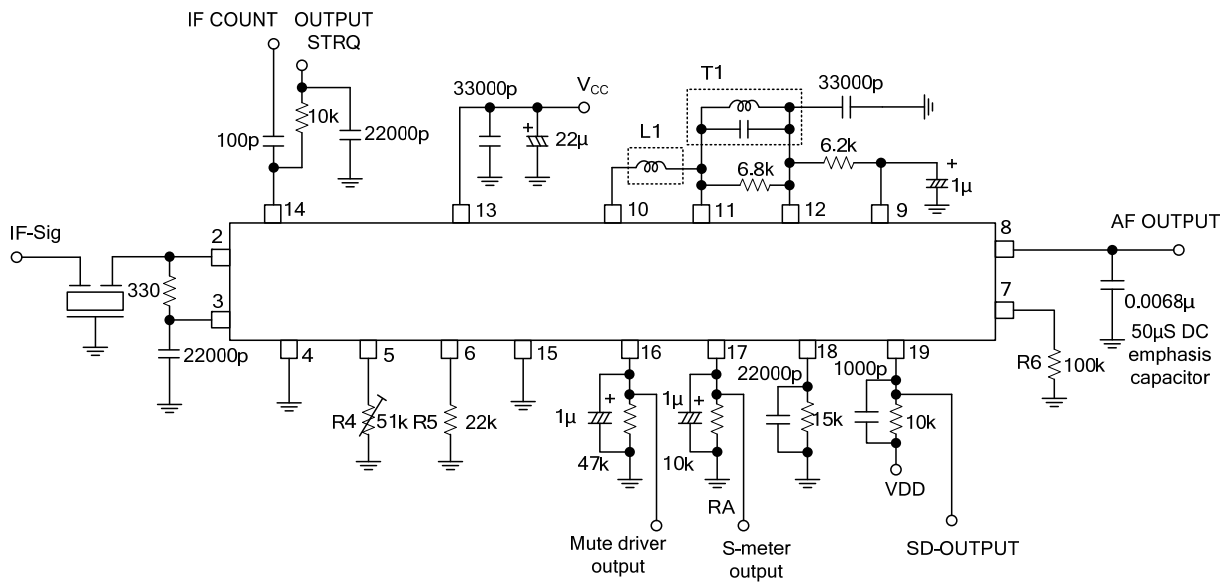 IF COUNT
OUTPUT
STRQ
10k
100p
22000p
33000p
VCC
22μ
T1
33000p
L1
6.2k
6.8k
1μ
14
13
10
11
12
9
IF-Sig
2
8
AF OUTPUT
330
3
7
0.0068μ
22000p
4
5
6
15
16
17
18
19
50μS DC
emphasis
capacitor
R6
100k
22000p
1000p
R4
51k
R5
22k
1μ
1μ
15k
10k
47k
10k
VDD
RA
Mute driver
output
S-meter
output
SD-OUTPUT